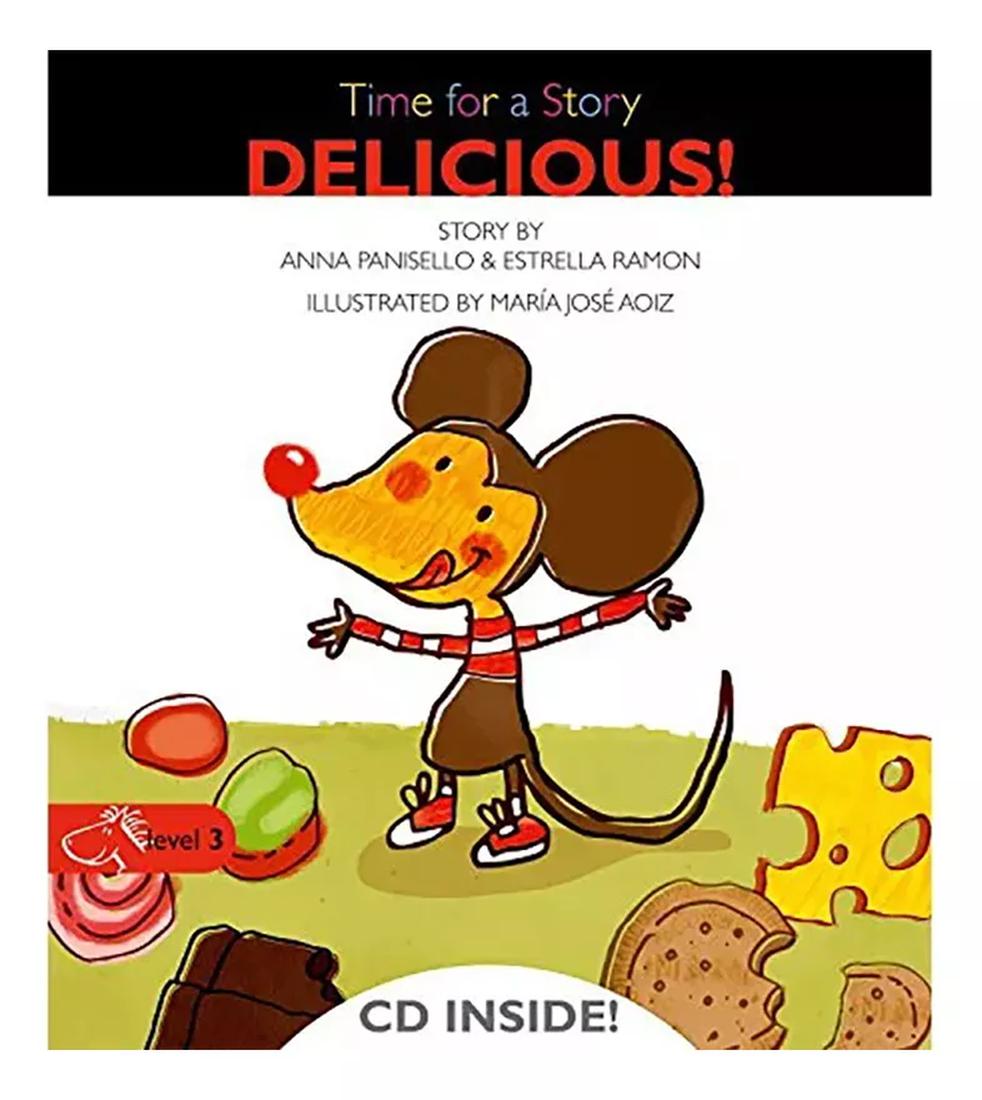 Time for a Story
DELICIOUS!
STORY BY
ANNA PANISELLO & ESTRELLA RAMON
ILLUSTRATED BY MARÍA JOSÉ AOIZ
level 3
CD INSIDE!